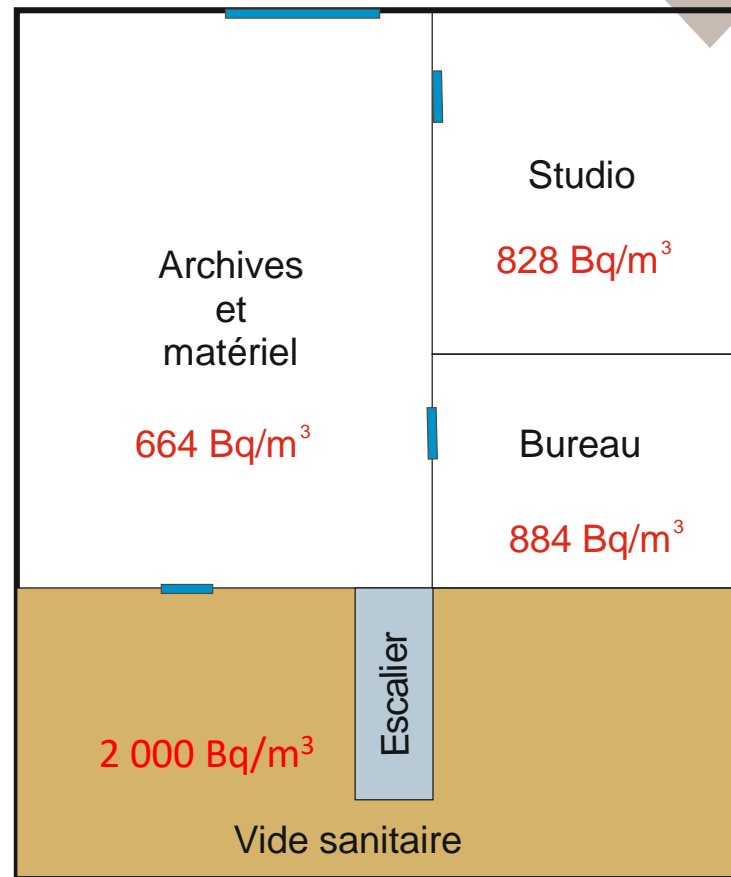 Studio
828 Bq/m³
Archives
et
matériel
664 Bq/m³
Bureau
884 Bq/m³
Escalier
2 000 Bq/m³
Vide sanitaire